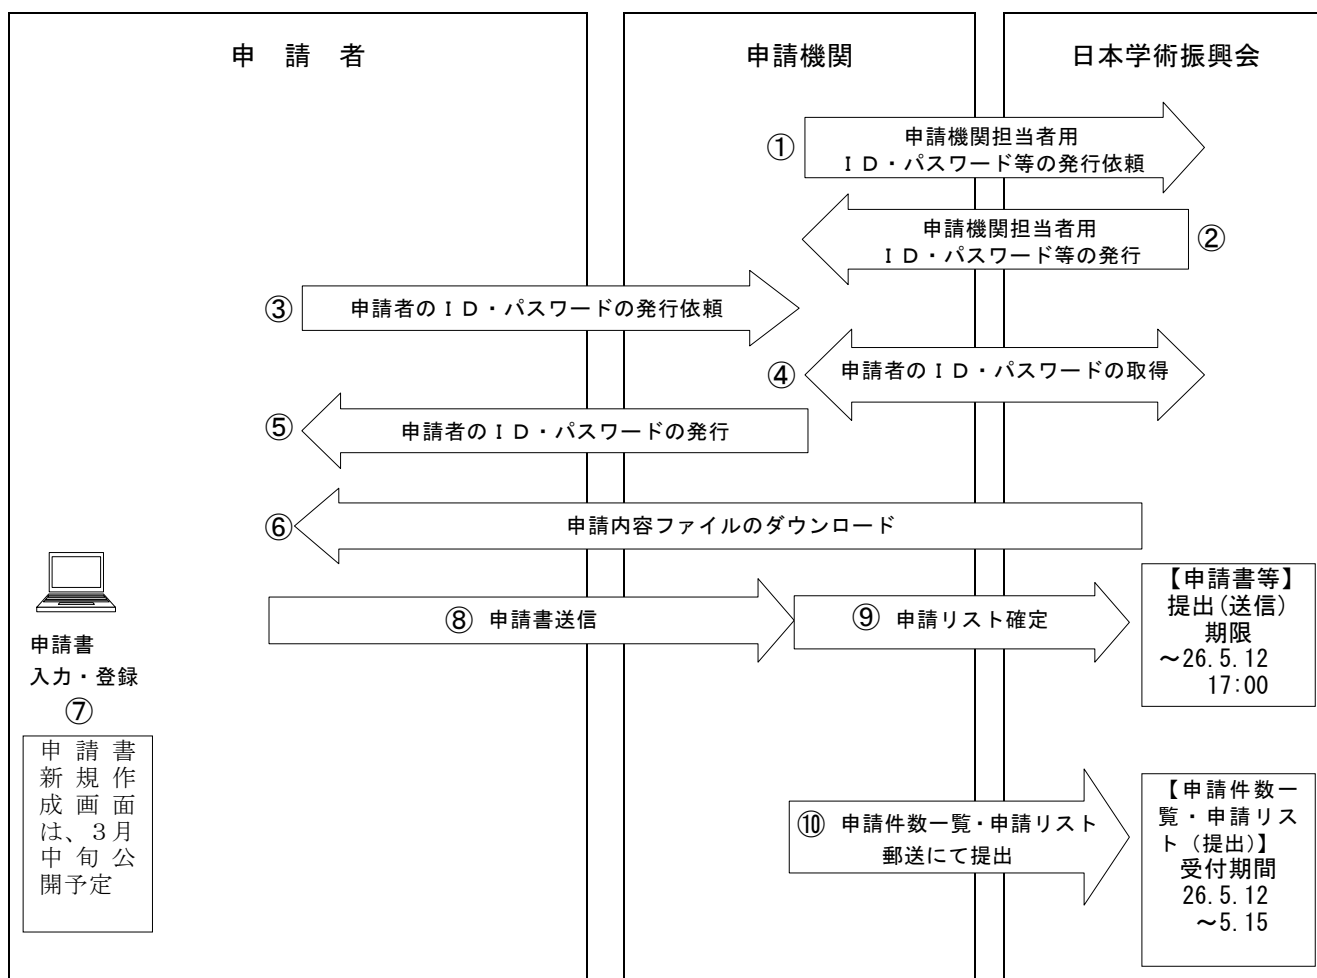 申 請 者
申請機関
日本学術振興会
①
申請機関担当者用
ＩＤ・パスワード等の発行依頼
申請機関担当者用
ＩＤ・パスワード等の発行
②
③
申請者のＩＤ・パスワードの発行依頼
④
申請者のＩＤ・パスワードの取得
⑤
申請者のＩＤ・パスワードの発行
⑥
申請内容ファイルのダウンロード
申請書
入力・登録
⑦
申請書
新規作
成画面
は、３月
中旬公
開予定
⑧ 申請書送信
⑨ 申請リスト確定
【申請書等】
提出(送信)
期限
～26.5.12
17:00
⑩ 申請件数一覧・申請リスト
郵送にて提出
【申請件数一
覧・申請リス
ト（提出)】
受付期間
26.5.12
～5.15